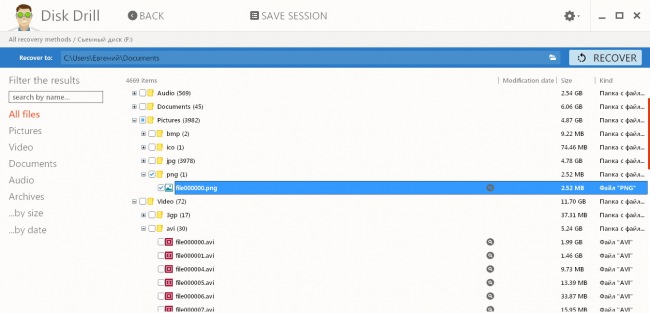 Disk Drill BACK SAVE SESSION
All recovery methods / Съемный диск (F:)
Recover to: C:\Users\Евгений\Documents RECOVER
Filter the results 4669 items Modification date Size Kind
search by name...
All files
Pictures
Video
Documents
Audio
Archives
...by size
...by date
Audio (569) 2.54 GB Папка с файл...
Documents (45) 6.06 GB Папка с файл...
Pictures (3982) 4.87 GB Папка с файл...
bmp (2) 9.22 MB Папка с файл...
ico (1) 74.46 MB Папка с файл...
jpg (3978) 4.78 GB Папка с файл...
png (1) 2.52 MB Папка с файл...
file000000.png 2.52 MB Файл "PNG"
Video (72) 11.70 GB Папка с файл...
3gp (17) 37.31 MB Папка с файл...
avi (30) 5.24 GB Папка с файл...
file000000.avi 1.99 GB Файл "AVI"
file000001.avi 1.46 GB Файл "AVI"
file000004.avi 9.73 MB Файл "AVI"
file000005.avi 13.39 MB Файл "AVI"
file000006.avi 33.87 MB Файл "AVI"
file000007.avi 15.95 MB Файл "AVI"